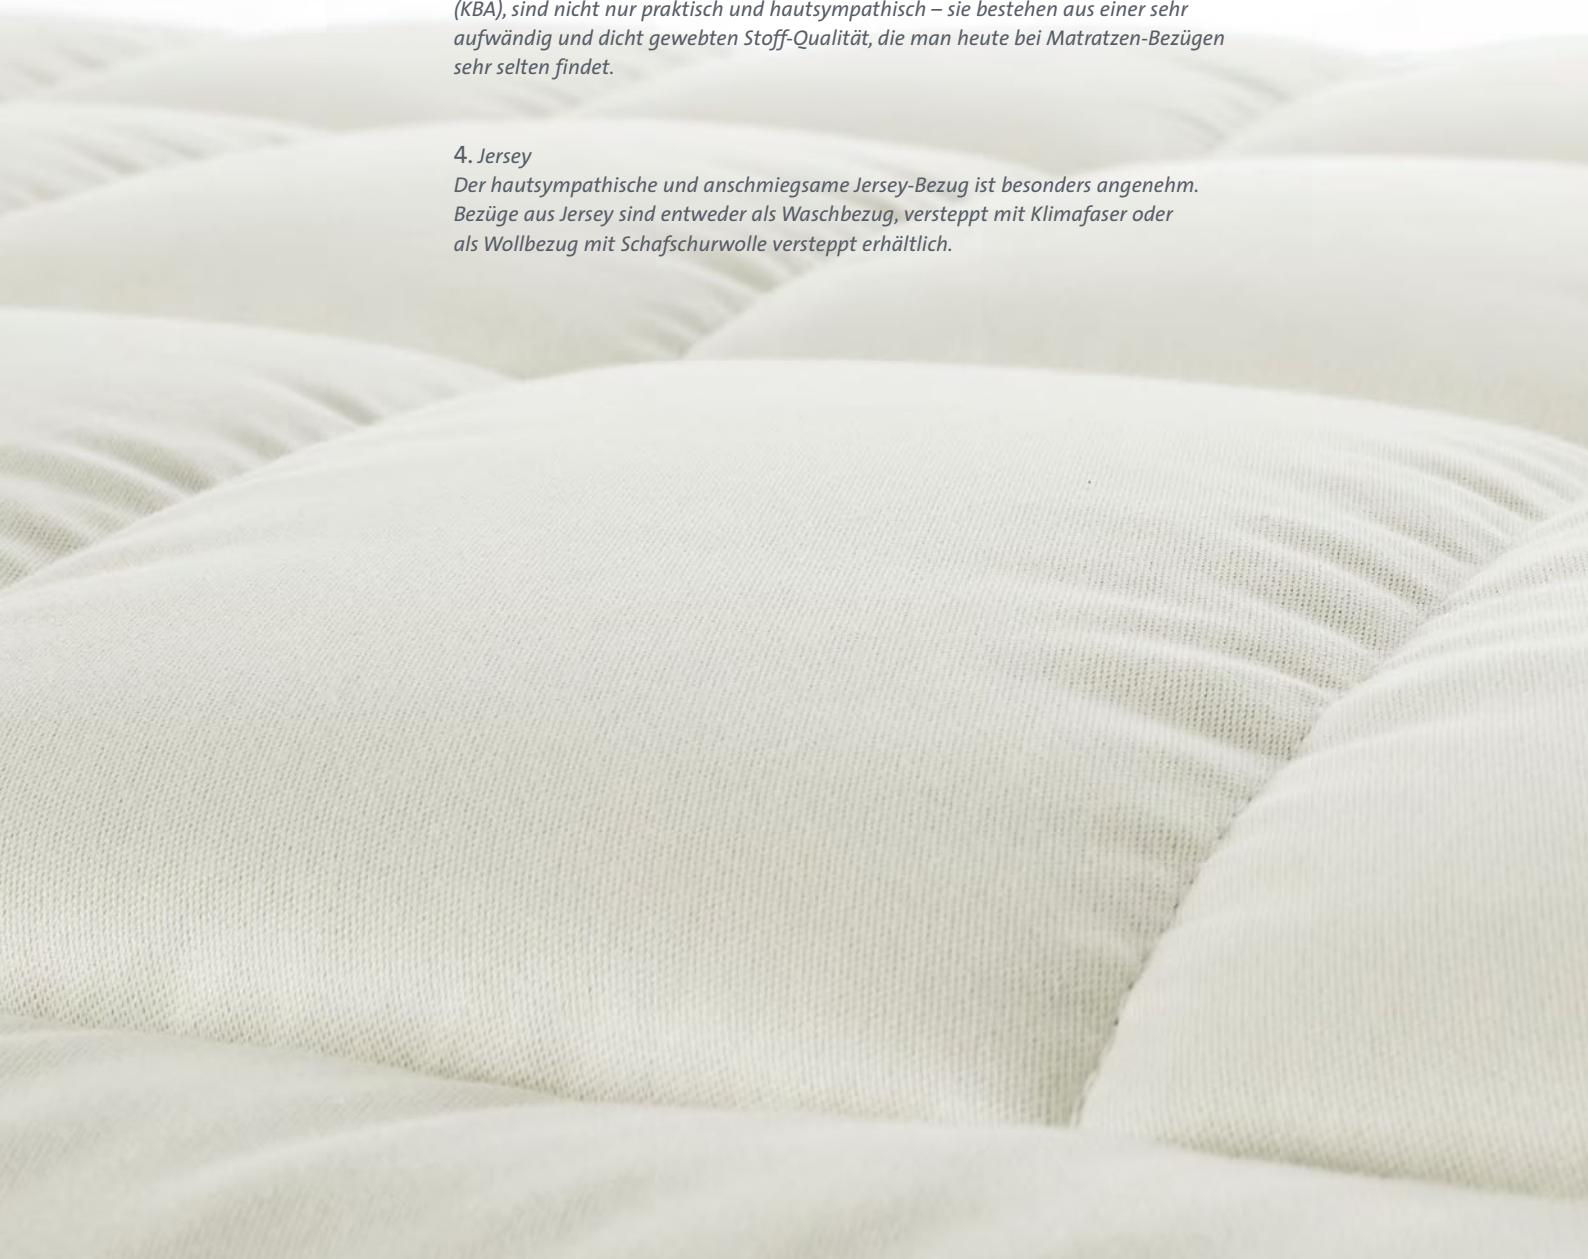 (KBA), sind nicht nur praktisch und hautsympathisch – sie bestehen aus einer sehr
aufwändig und dicht gewebten Stoff-Qualität, die man heute bei Matratzen-Bezügen
sehr selten findet.
4. Jersey
Der hautsympathische und anschmiegsame Jersey-Bezug ist besonders angenehm.
Bezüge aus Jersey sind entweder als Waschbezug, versteppt mit Klimafaser oder
als Wollbezug mit Schafschurwolle versteppt erhältlich.